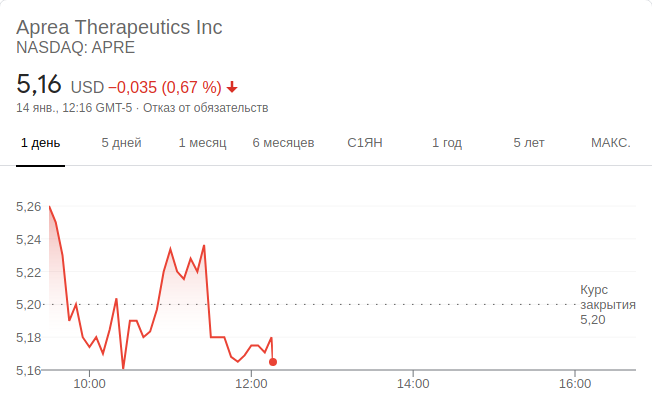 Aprea Therapeutics Inc
NASDAQ: APRE
5,16 USD −0,035 (0,67 %)
14 янв., 12:16 GMT-5 · Отказ от обязательств
1 день 5 дней 1 месяц 6 месяцев С1ЯН 1 год 5 лет МАКС.
5,26
5,24
5,22
5,20
5,18
5,16
Курс
закрытия
5,20
10:00 12:00 14:00 16:00